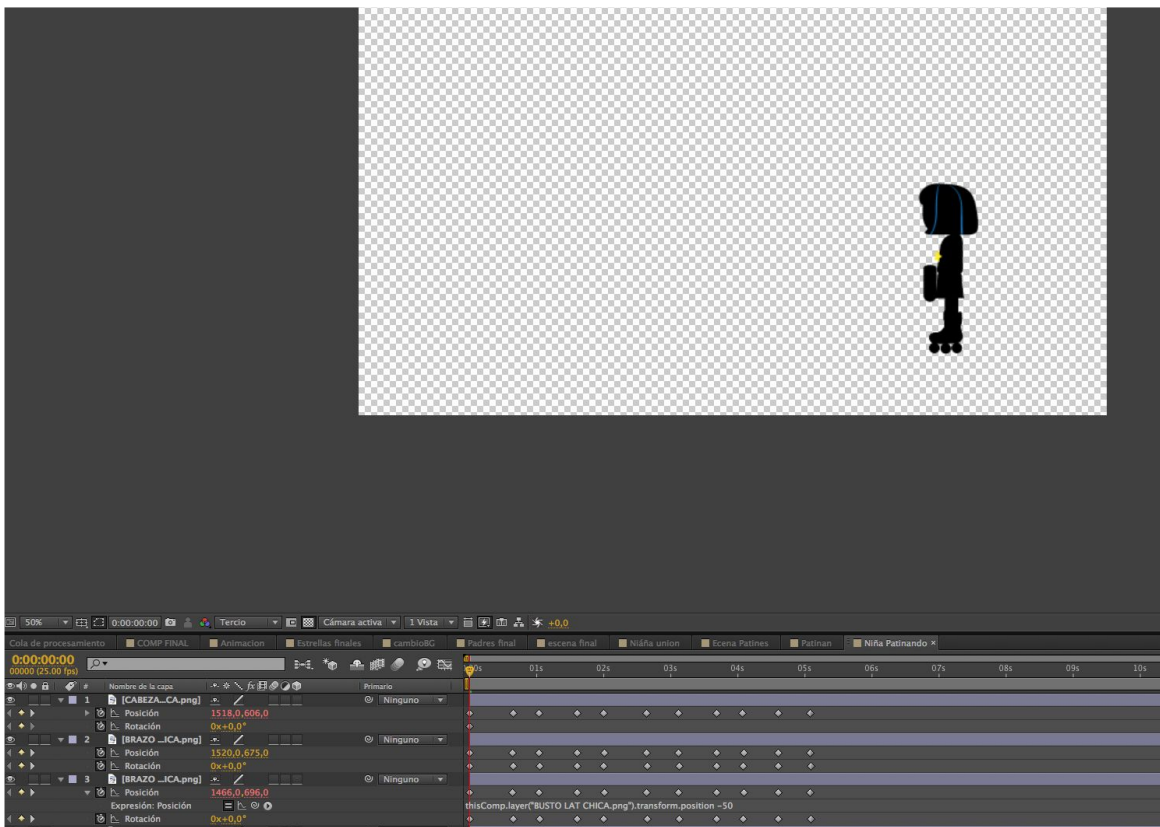 50% 0:00:00:00 Tercio Cámara activa 1 Vista +0,0
Cola de procesamiento COMP FINAL Animacion Estrellas finales cambioBG Padres final escena final Niáña union Ecena Patines Patinan Niña Patinando ×
0:00:00:00
00000 (25.00 fps)
0s 01s 02s 03s 04s 05s 06s 07s 08s 09s 10s
# Nombre de la capa fx Primario
1 [CABEZA...CA.png] Ninguno
Posición 1518,0,606,0
Rotación 0x+0,0°
2 [BRAZO ...ICA.png] Ninguno
Posición 1520,0,675,0
Rotación 0x+0,0°
3 [BRAZO ...ICA.png] Ninguno
Posición 1466,0,696,0
Expresión: Posición thisComp.layer("BUSTO LAT CHICA.png").transform.position -50
Rotación 0x+0,0°